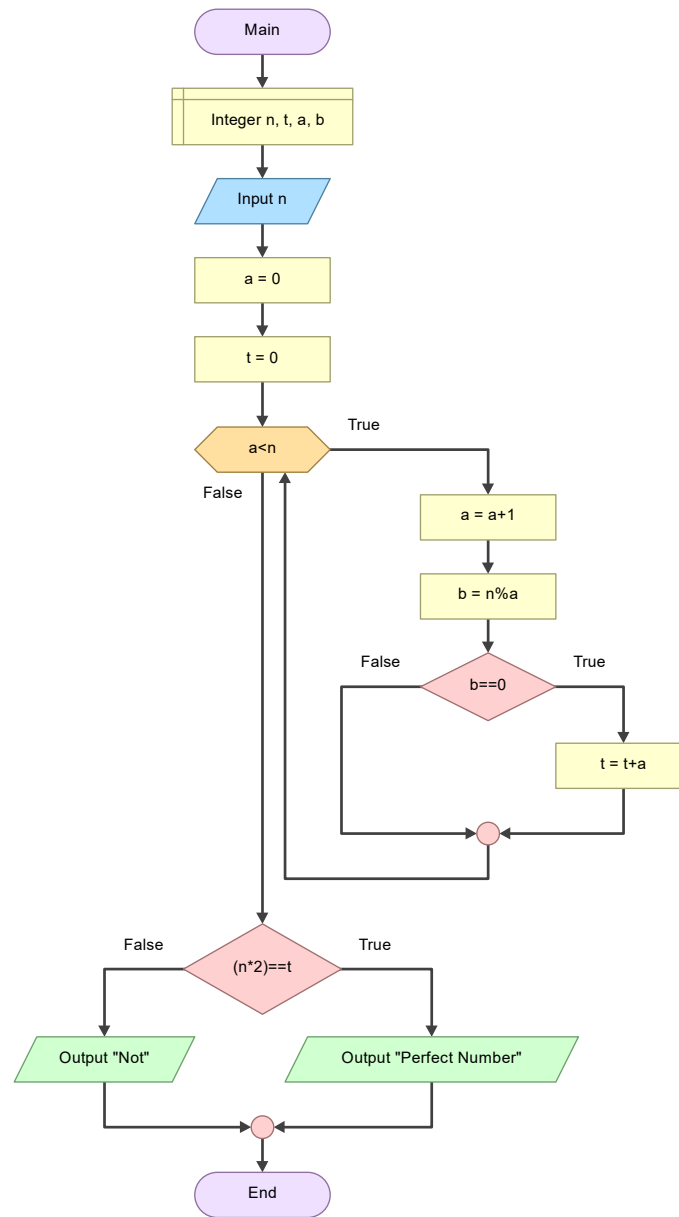 Main
Integer n, t, a, b
Input n
a = 0
t = 0
a<n
True
False
a = a+1
b = n%a
False
True
b==0
t = t+a
False
True
(n*2)==t
Output "Not"
Output "Perfect Number"
End